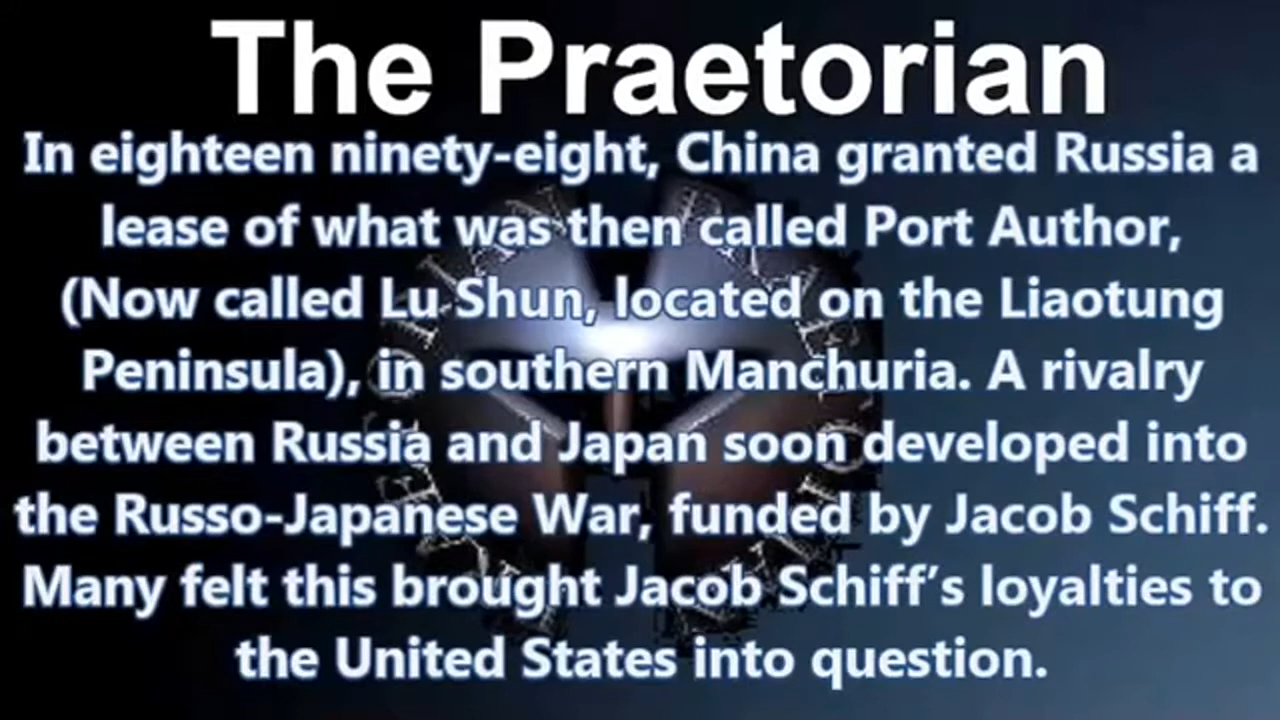 The Praetorian
In eighteen ninety-eight, China granted Russia a
lease of what was then called Port Author,
(Now called Lu Shun, located on the Liaotung
Peninsula), in southern Manchuria. A rivalry
between Russia and Japan soon developed into
the Russo-Japanese War, funded by Jacob Schiff.
Many felt this brought Jacob Schiff’s loyalties to
the United States into question.